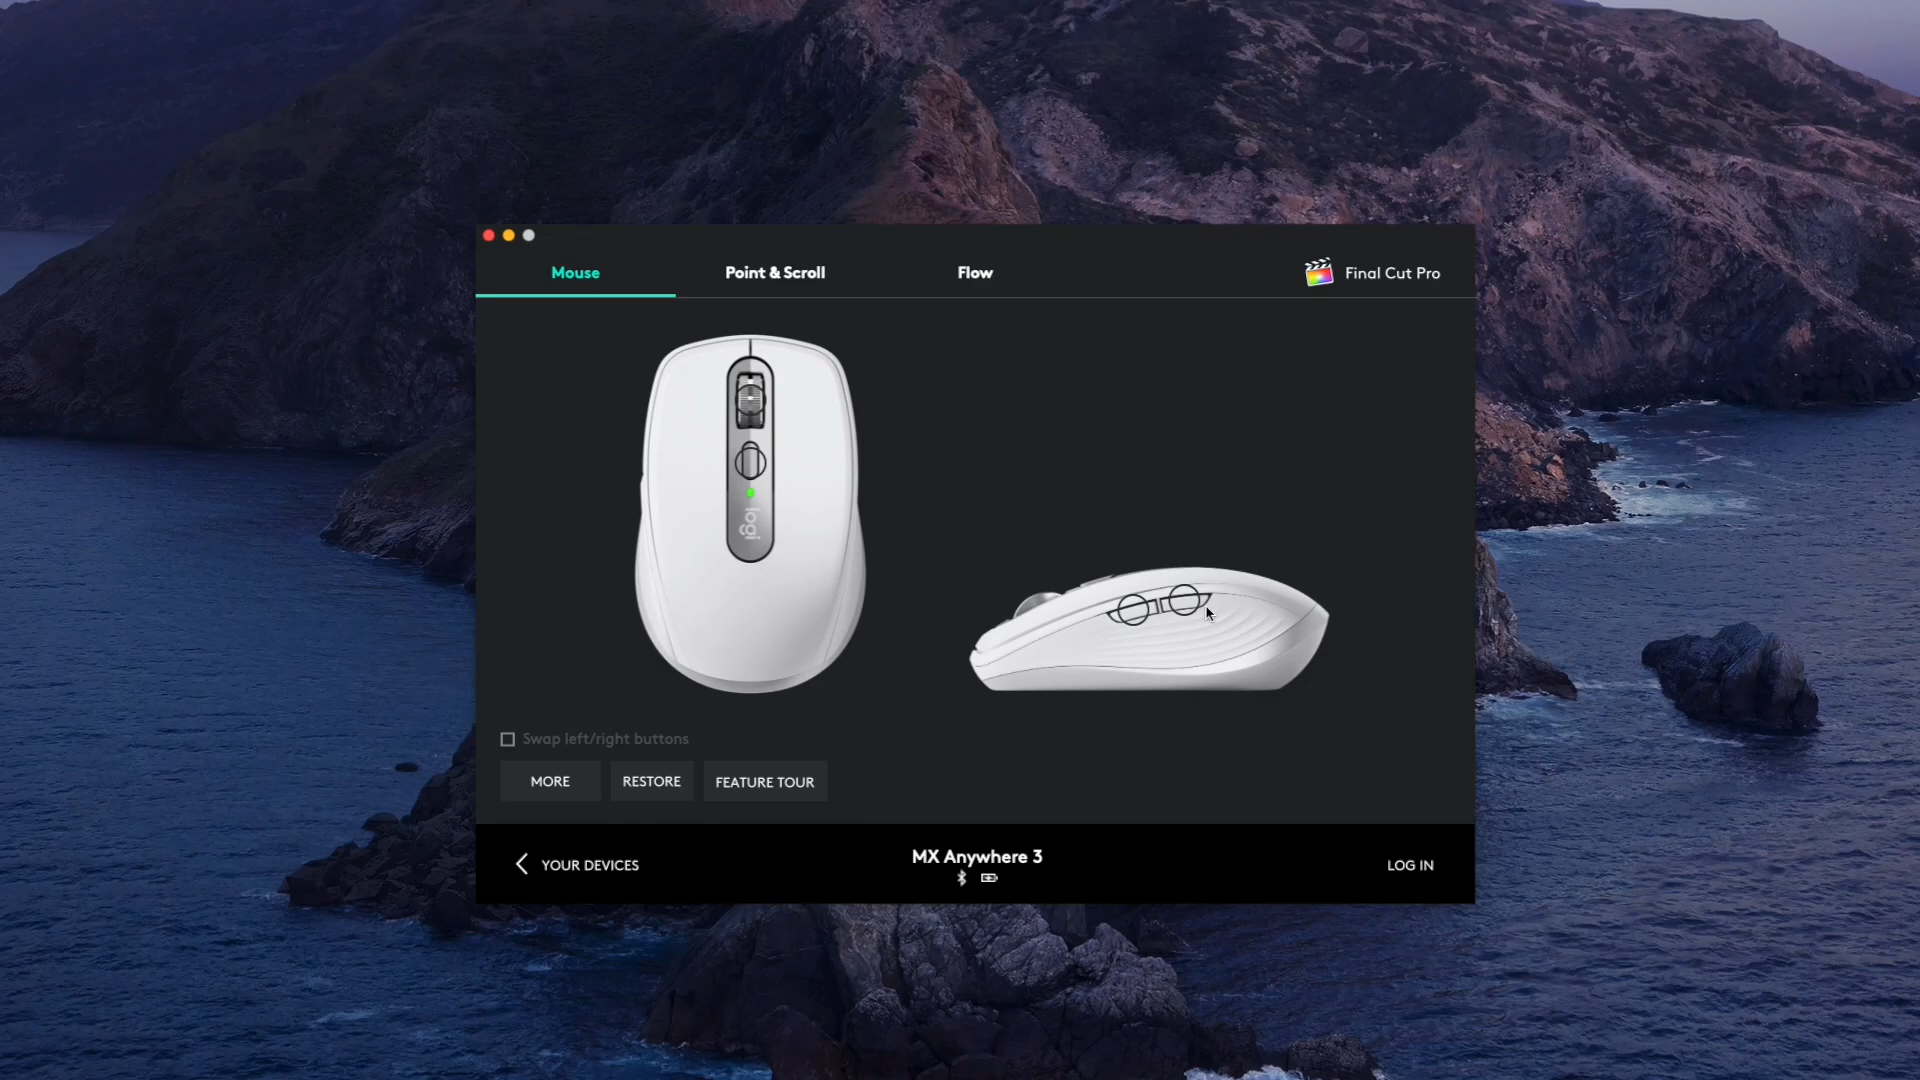 Mouse
Point & Scroll
Flow
Final Cut Pro
logi
Swap left/right buttons
MORE
RESTORE
FEATURE TOUR
YOUR DEVICES
MX Anywhere 3
LOG IN